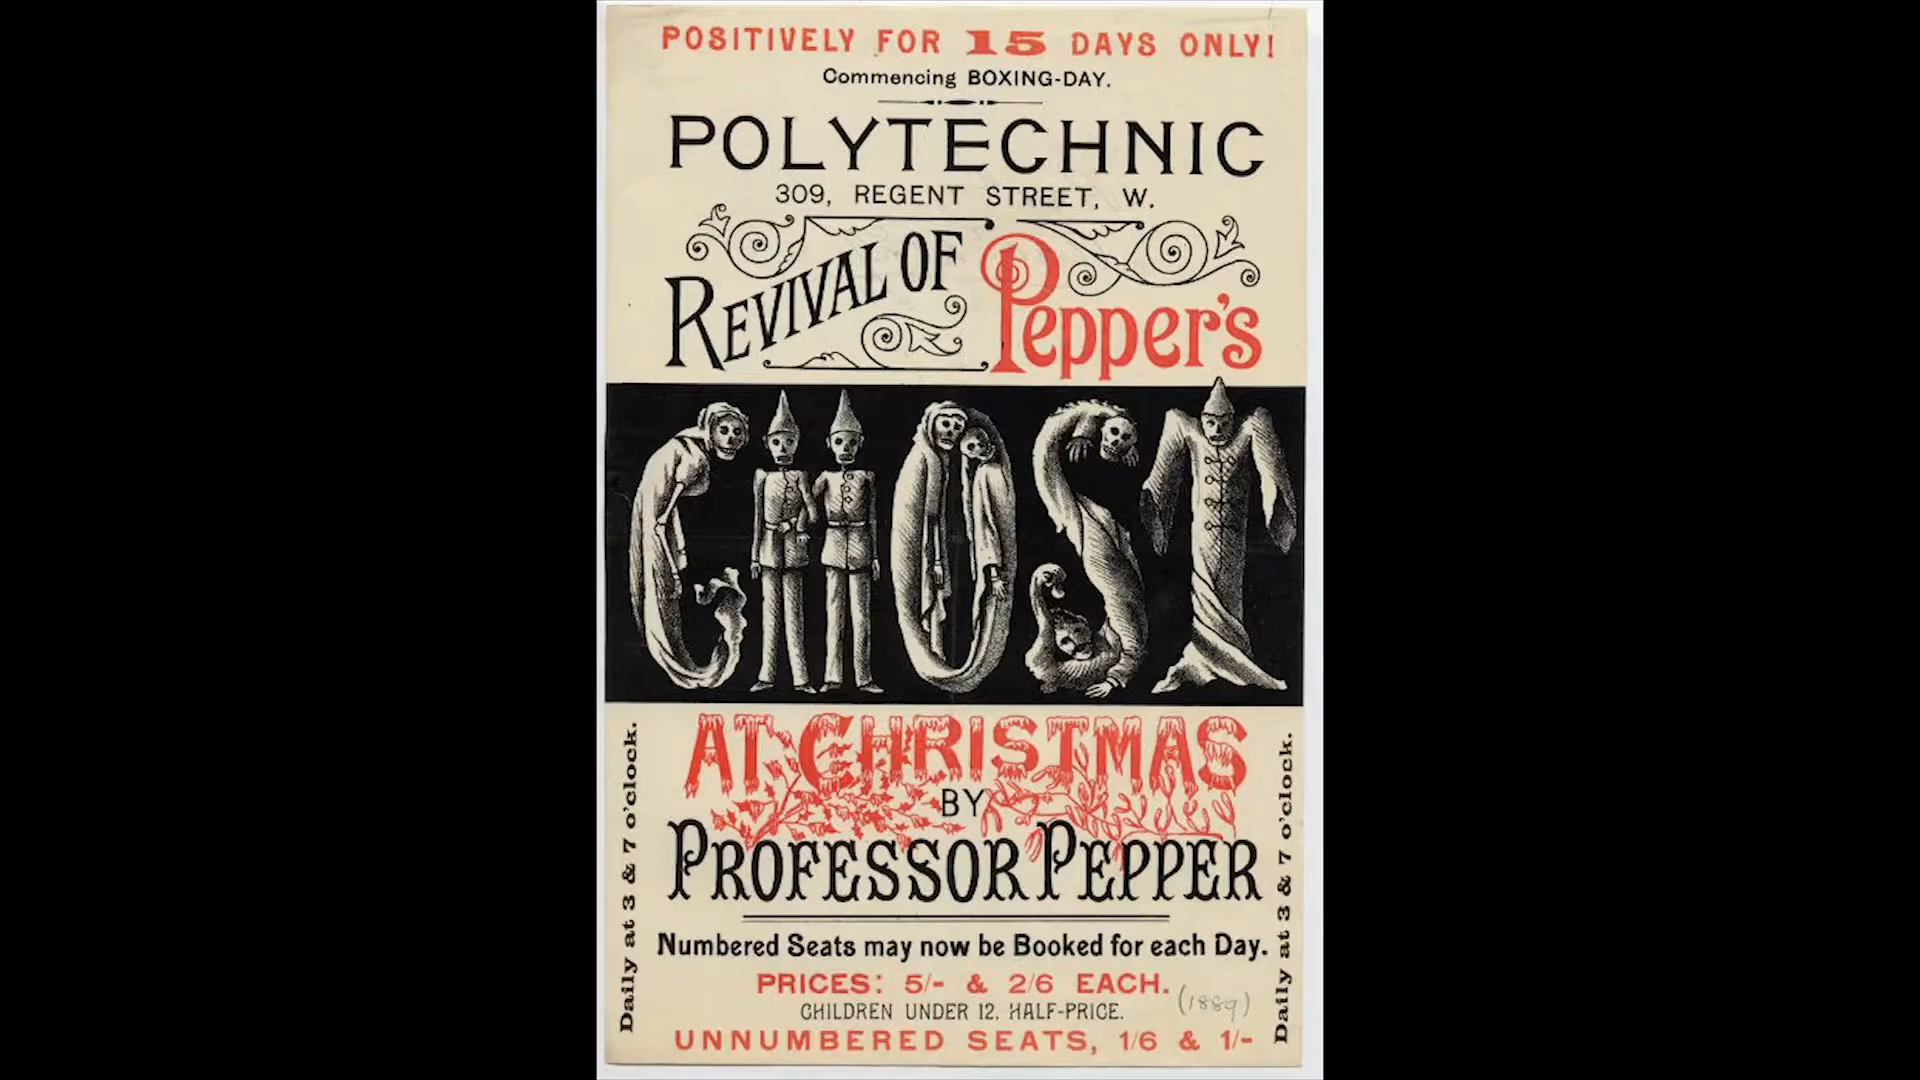 POSITIVELY FOR 15 DAYS ONLY!
Commencing BOXING-DAY.
POLYTECHNIC
309, REGENT STREET, W.
REVIVAL OF Pepper's
GHOST
AT CHRISTMAS
BY
PROFESSOR PEPPER
Numbered Seats may now be Booked for each Day.
PRICES: 5/- & 2/6 EACH.
CHILDREN UNDER 12, HALF-PRICE.
(1889)
UNNUMBERED SEATS, 1/6 & 1/-
Daily at 3 & 7 o'clock.
Daily at 3 & 7 o'clock.